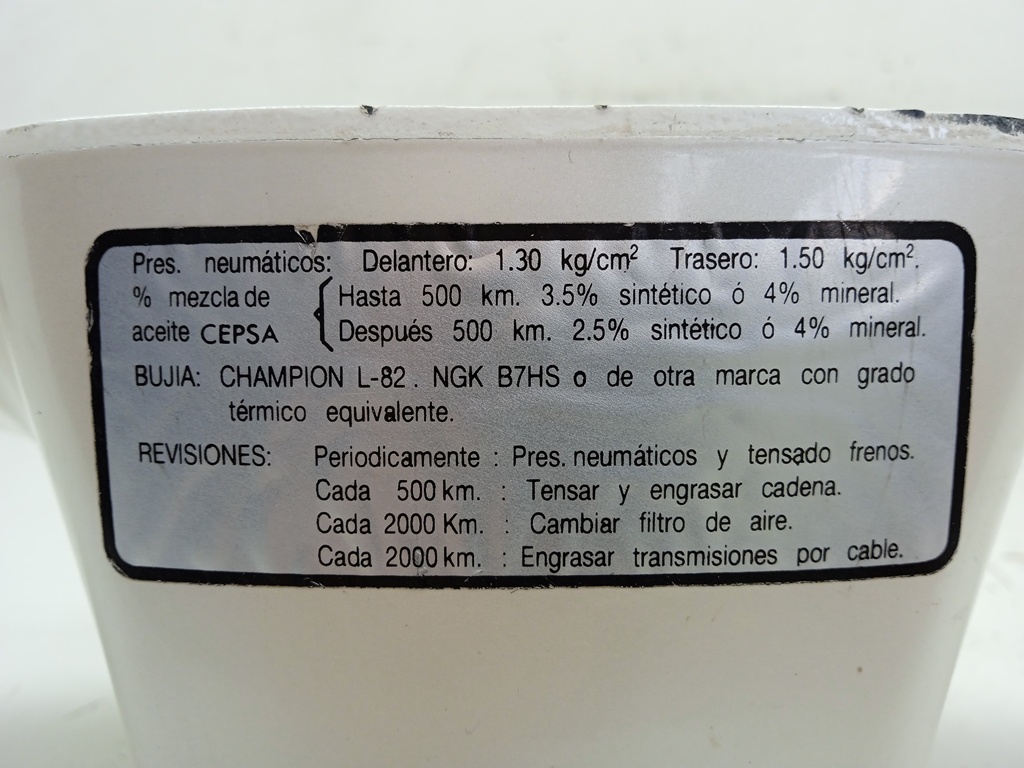 Pres. neumáticos: Delantero: 1.30 kg/cm² Trasero: 1.50 kg/cm².
% mezcla de { Hasta 500 km. 3.5% sintético ó 4% mineral.
aceite CEPSA Después 500 km. 2.5% sintético ó 4% mineral.
BUJIA: CHAMPION L-82. NGK B7HS o de otra marca con grado
térmico equivalente.
REVISIONES: Periodicamente : Pres. neumáticos y tensado frenos.
Cada 500 km. : Tensar y engrasar cadena.
Cada 2000 Km. : Cambiar filtro de aire.
Cada 2000 km. : Engrasar transmisiones por cable.